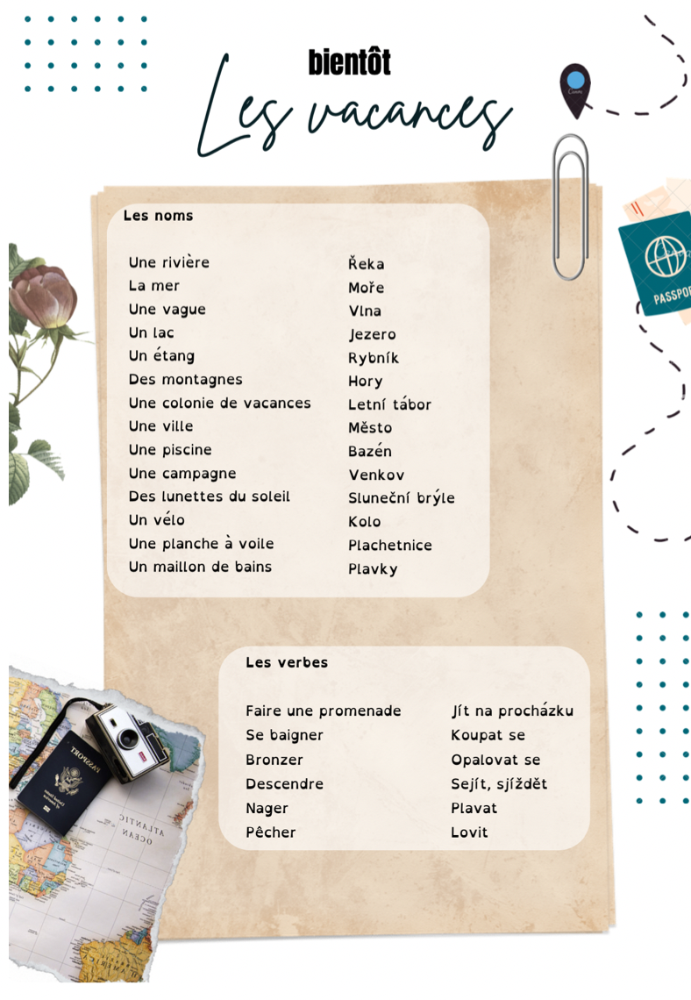 bientôt
Les vacances
Les noms
Une rivière Řeka
La mer Moře
Une vague Vlna
Un lac Jezero
Un étang Rybník
Des montagnes Hory
Une colonie de vacances Letní tábor
Une ville Město
Une piscine Bazén
Une campagne Venkov
Des lunettes du soleil Sluneční brýle
Un vélo Kolo
Une planche à voile Plachetnice
Un maillon de bains Plavky
Les verbes
Faire une promenade Jít na procházku
Se baigner Koupat se
Bronzer Opalovat se
Descendre Sejít, sjíždět
Nager Plavat
Pêcher Lovit
PASSPORT
ATLANTIC
OCEAN